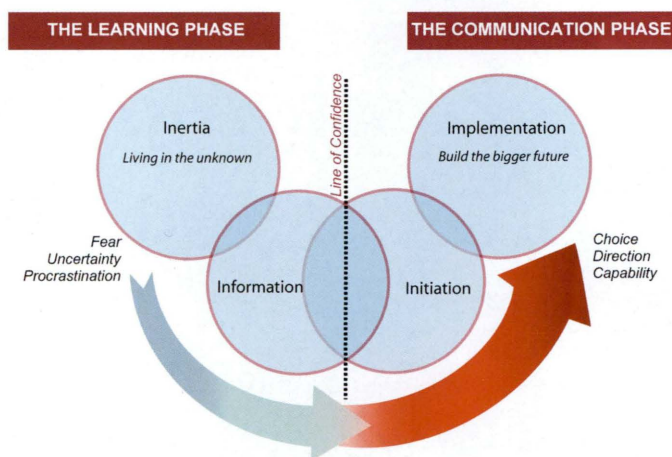 THE LEARNING PHASE
THE COMMUNICATION PHASE
Line of Confidence
Inertia
Living in the unknown
Implementation
Build the bigger future
Fear
Uncertainty
Procrastination
Choice
Direction
Capability
Information
Initiation